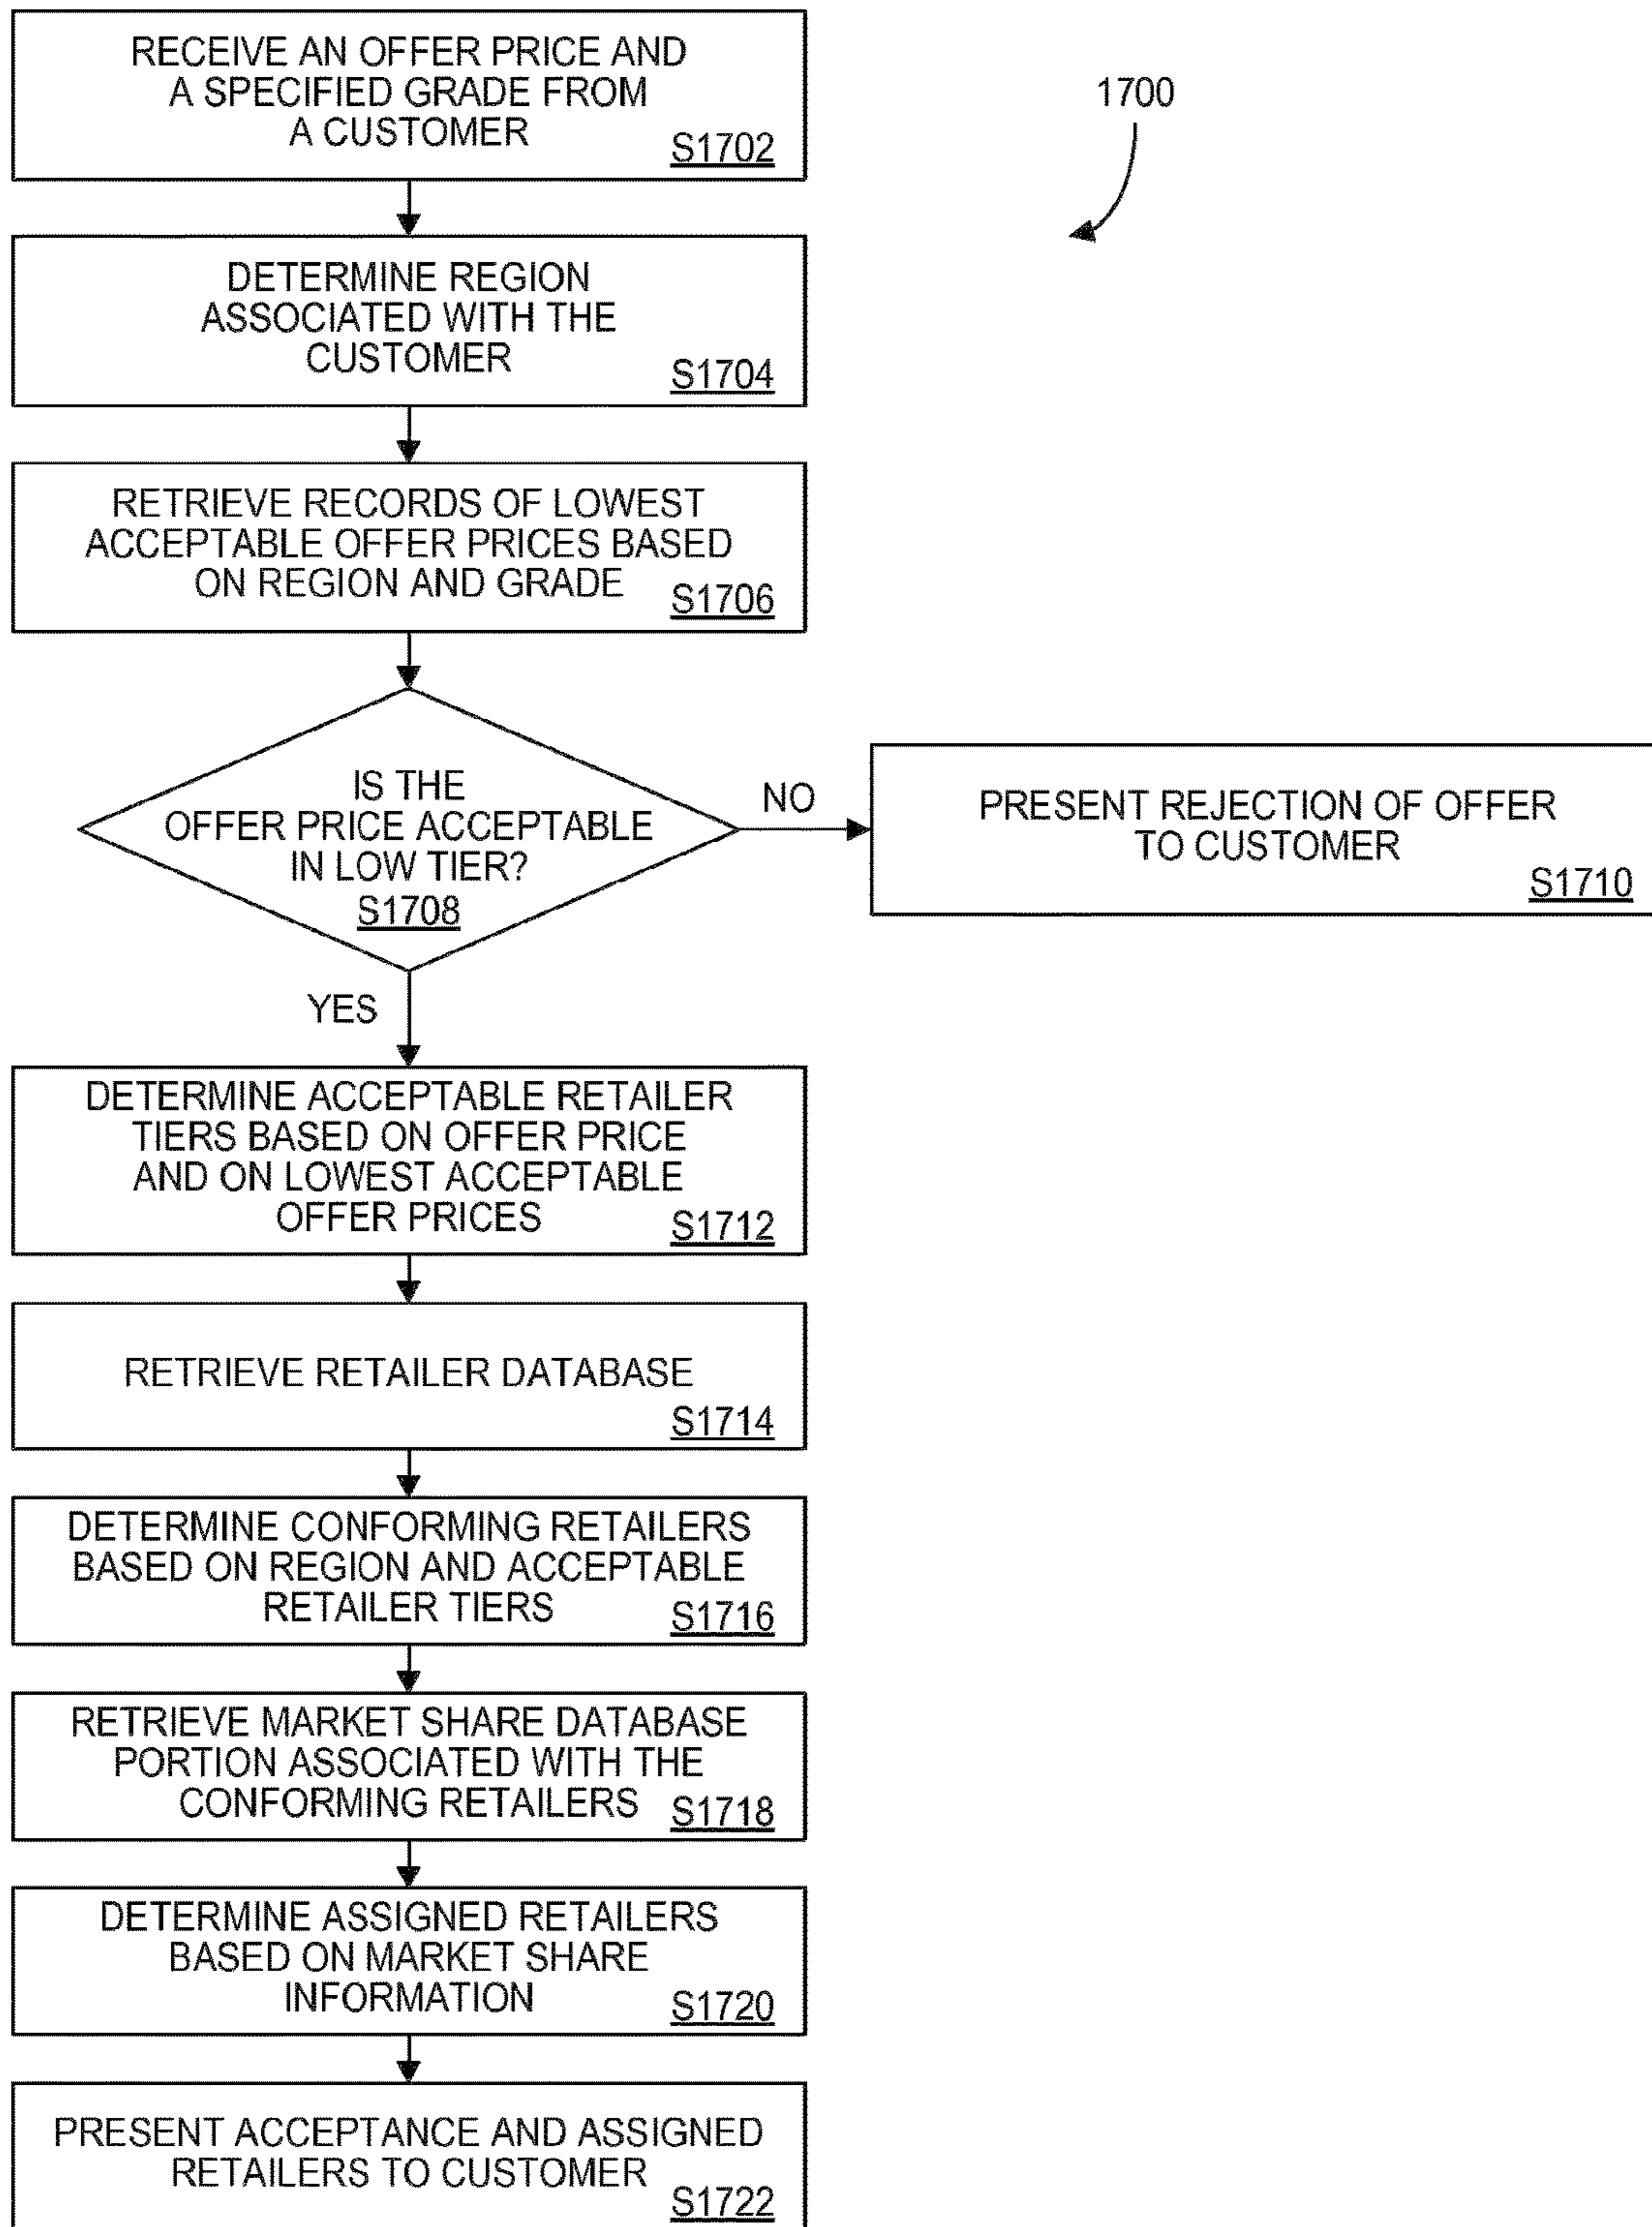 RECEIVE AN OFFER PRICE AND
A SPECIFIED GRADE FROM
A CUSTOMER
S1702
1700
DETERMINE REGION
ASSOCIATED WITH THE
CUSTOMER
S1704
RETRIEVE RECORDS OF LOWEST
ACCEPTABLE OFFER PRICES BASED
ON REGION AND GRADE
S1706
IS THE
OFFER PRICE ACCEPTABLE
IN LOW TIER?
S1708
NO
PRESENT REJECTION OF OFFER
TO CUSTOMER
S1710
YES
DETERMINE ACCEPTABLE RETAILER
TIERS BASED ON OFFER PRICE
AND ON LOWEST ACCEPTABLE
OFFER PRICES
S1712
RETRIEVE RETAILER DATABASE
S1714
DETERMINE CONFORMING RETAILERS
BASED ON REGION AND ACCEPTABLE
RETAILER TIERS
S1716
RETRIEVE MARKET SHARE DATABASE
PORTION ASSOCIATED WITH THE
CONFORMING RETAILERS
S1718
DETERMINE ASSIGNED RETAILERS
BASED ON MARKET SHARE
INFORMATION
S1720
PRESENT ACCEPTANCE AND ASSIGNED
RETAILERS TO CUSTOMER
S1722